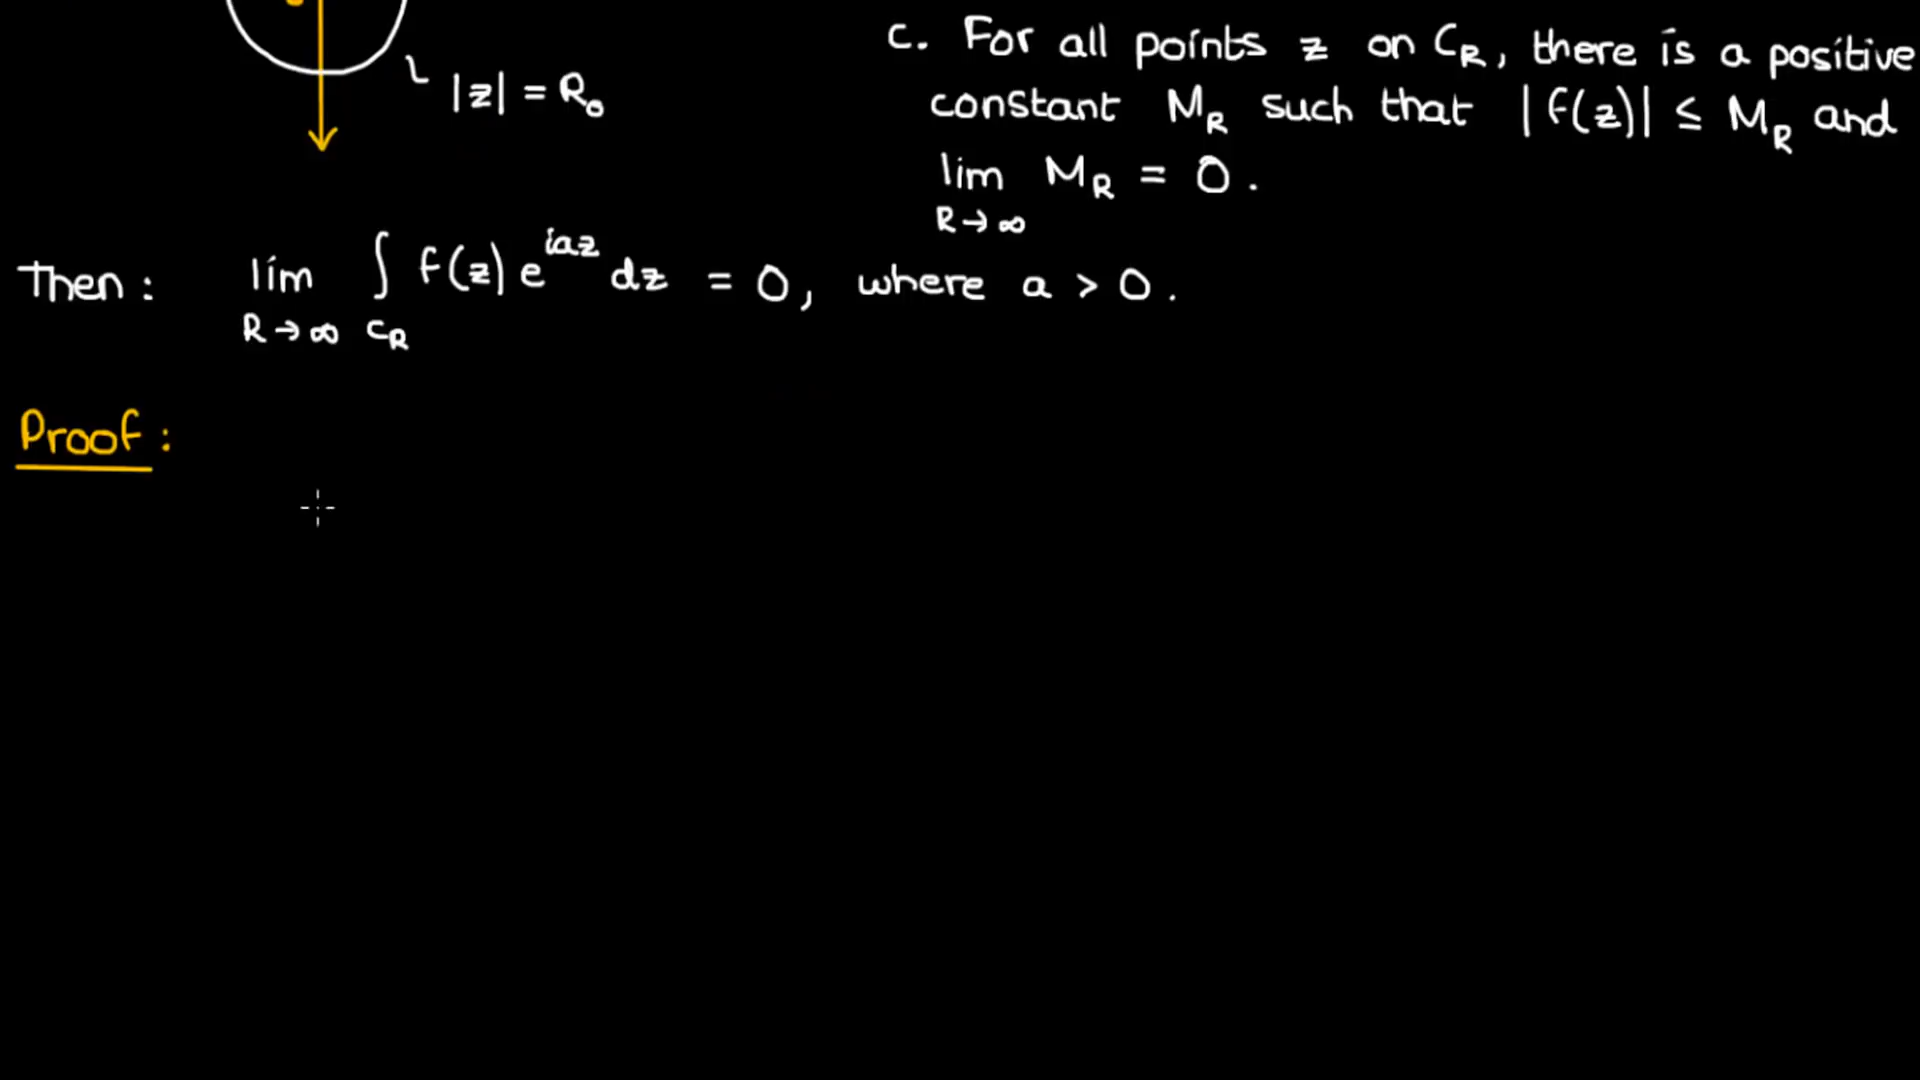 c. For all points z on C_R, there is a positive
constant M_R such that |f(z)| ≤ M_R and
lim M_R = 0.
R→∞
|z| = R₀
Then: lim ∫ f(z) e^{iaz} dz = 0, where a > 0.
R→∞ C_R
Proof: